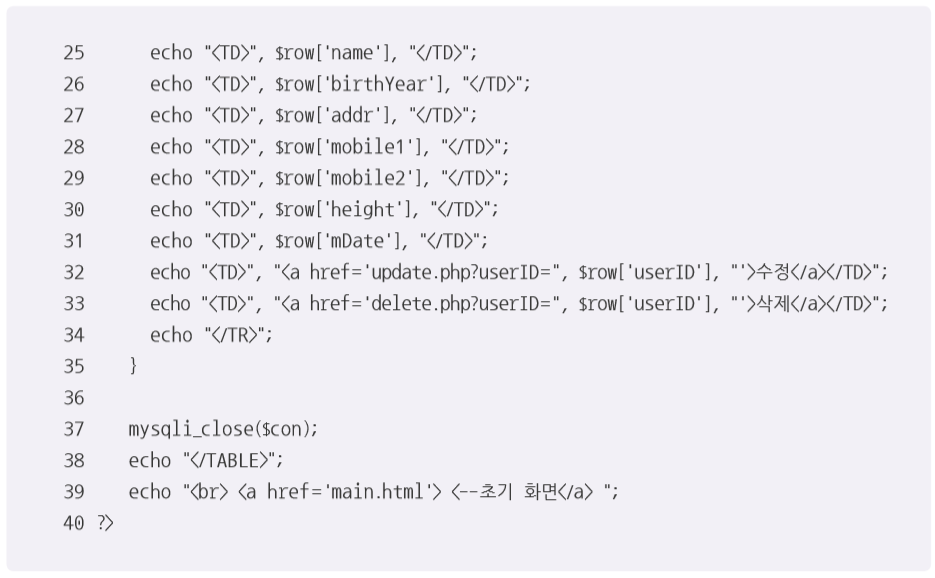 25      echo "<TD>", $row['name'], "</TD>";
26      echo "<TD>", $row['birthYear'], "</TD>";
27      echo "<TD>", $row['addr'], "</TD>";
28      echo "<TD>", $row['mobile1'], "</TD>";
29      echo "<TD>", $row['mobile2'], "</TD>";
30      echo "<TD>", $row['height'], "</TD>";
31      echo "<TD>", $row['mDate'], "</TD>";
32      echo "<TD>", "<a href='update.php?userID=", $row['userID'], "'>수정</a></TD>";
33      echo "<TD>", "<a href='delete.php?userID=", $row['userID'], "'>삭제</a></TD>";
34      echo "</TR>";
35    }
36
37    mysqli_close($con);
38    echo "</TABLE>";
39    echo "<br> <a href='main.html'> <--초기 화면</a> ";
40 ?>